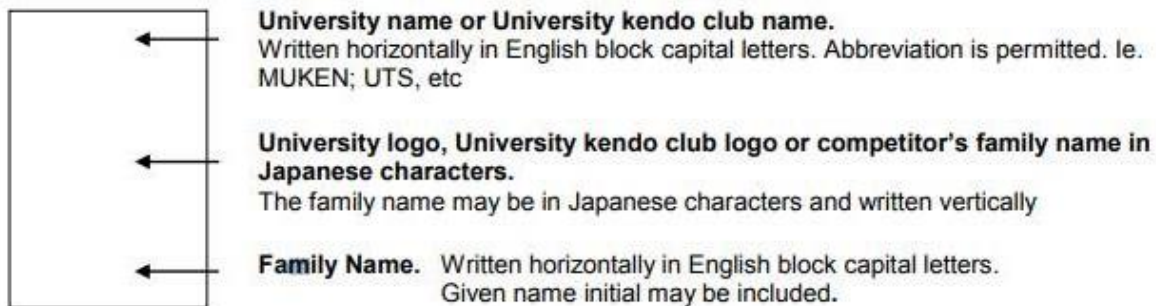 University name or University kendo club name.
Written horizontally in English block capital letters. Abbreviation is permitted. Ie.
MUKEN; UTS, etc
University logo, University kendo club logo or competitor's family name in
Japanese characters.
The family name may be in Japanese characters and written vertically
Family Name. Written horizontally in English block capital letters.
Given name initial may be included.